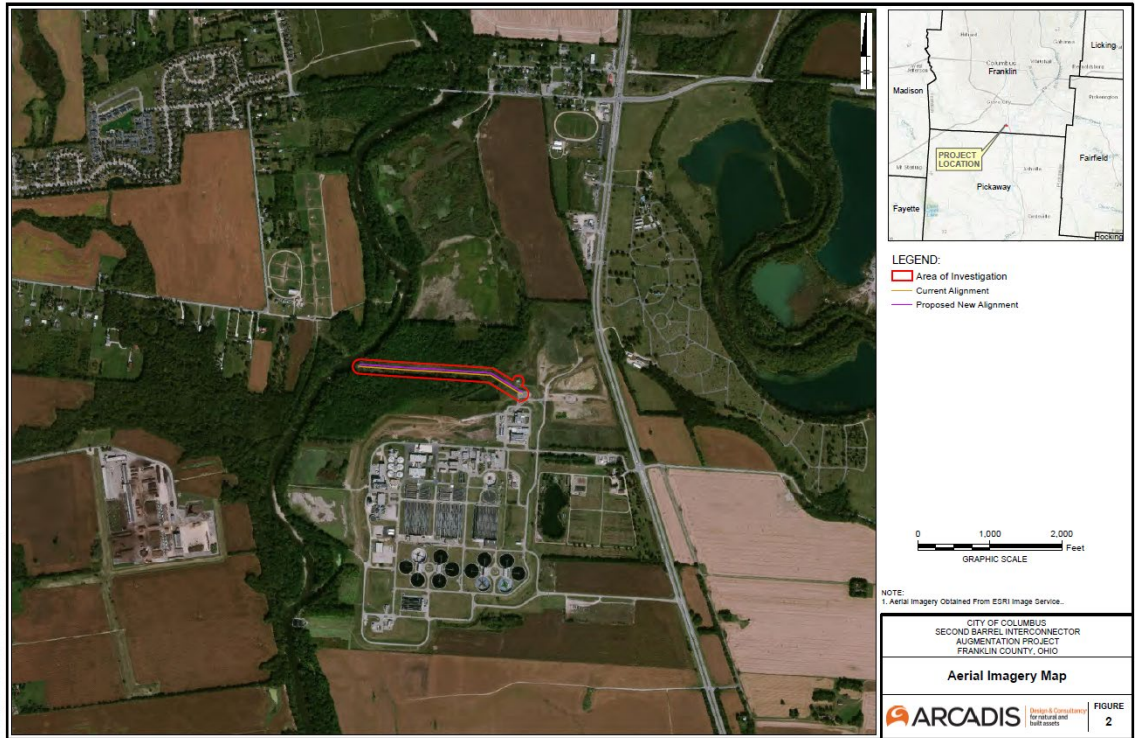 Licking
Columbus
Franklin
Madison
PROJECT
LOCATION
Fairfield
Pickaway
Fayette
Hocking
LEGEND:
Area of Investigation
Current Alignment
Proposed New Alignment
0 1,000 2,000
Feet
GRAPHIC SCALE
NOTE:
1. Aerial Imagery Obtained From ESRI Image Service..
CITY OF COLUMBUS
SECOND BARREL INTERCONNECTOR
AUGMENTATION PROJECT
FRANKLIN COUNTY, OHIO
Aerial Imagery Map
ARCADIS
Design & Consultancy
for natural and
built assets
FIGURE
2